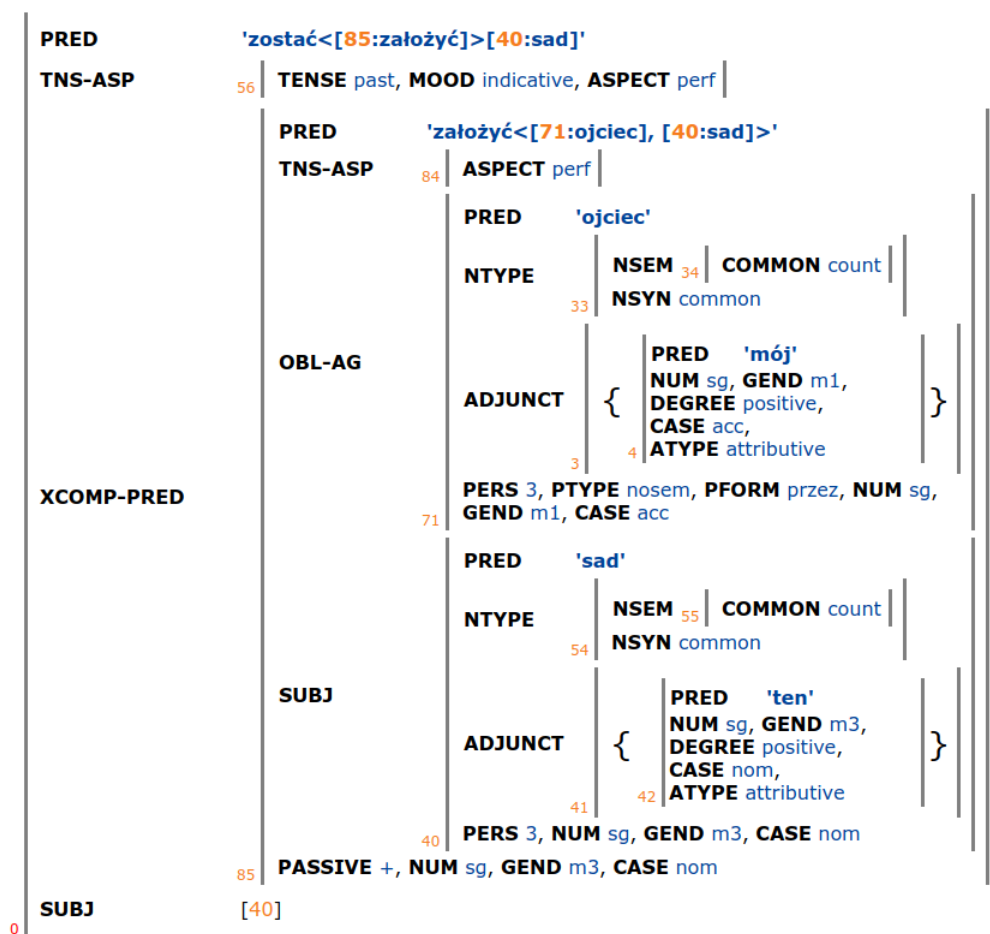 PRED 'zostać<[85:założyć]>[40:sad]'
TNS-ASP 56 TENSE past, MOOD indicative, ASPECT perf
PRED 'założyć<[71:ojciec], [40:sad]>'
TNS-ASP 84 ASPECT perf
PRED 'ojciec'
NSEM 34 COMMON count
NTYPE
33 NSYN common
PRED 'mój'
OBL-AG
NUM sg, GEND m1,
ADJUNCT { DEGREE positive, }
CASE acc,
3 4 ATYPE attributive
XCOMP-PRED
PERS 3, PTYPE nosem, PFORM przez, NUM sg,
71 GEND m1, CASE acc
PRED 'sad'
NSEM 55 COMMON count
NTYPE
54 NSYN common
SUBJ
PRED 'ten'
NUM sg, GEND m3,
ADJUNCT { DEGREE positive, }
CASE nom,
41 42 ATYPE attributive
40 PERS 3, NUM sg, GEND m3, CASE nom
85 PASSIVE +, NUM sg, GEND m3, CASE nom
SUBJ [40]
0